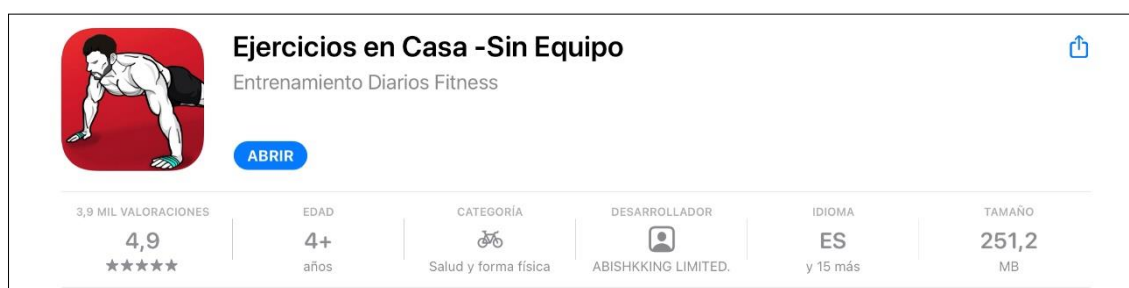 Ejercicios en Casa -Sin Equipo
Entrenamiento Diarios Fitness
ABRIR
3,9 MIL VALORACIONES
4,9
EDAD
4+
años
CATEGORÍA
Salud y forma física
DESARROLLADOR
ABISHKKING LIMITED.
IDIOMA
ES
y 15 más
TAMAÑO
251,2
MB